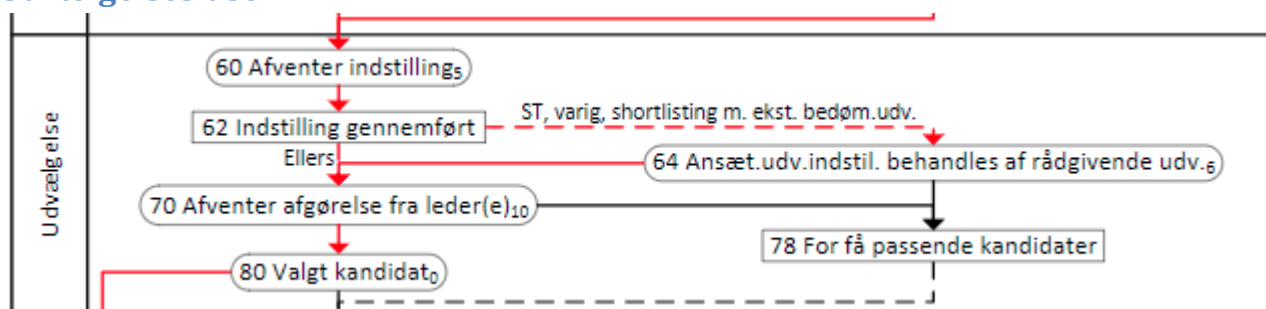 60 Afventer indstilling5
62 Indstilling gennemført
ST, varig, shortlisting m. ekst. bedøm.udv.
Ellers
64 Ansæt.udv.indstil. behandles af rådgivende udv.6
70 Afventer afgørelse fra leder(e)10
78 For få passende kandidater
80 Valgt kandidat0
Udvælgelse